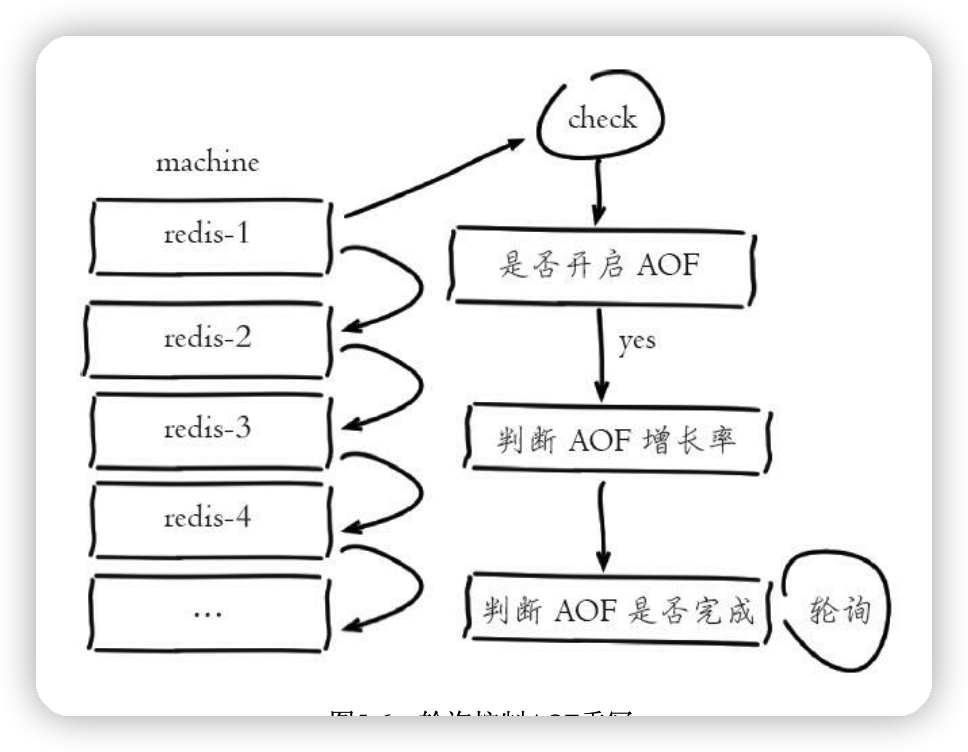 machine
redis-1
redis-2
redis-3
redis-4
...
check
是否开启 AOF
yes
判断 AOF 增长率
判断 AOF 是否完成
轮询